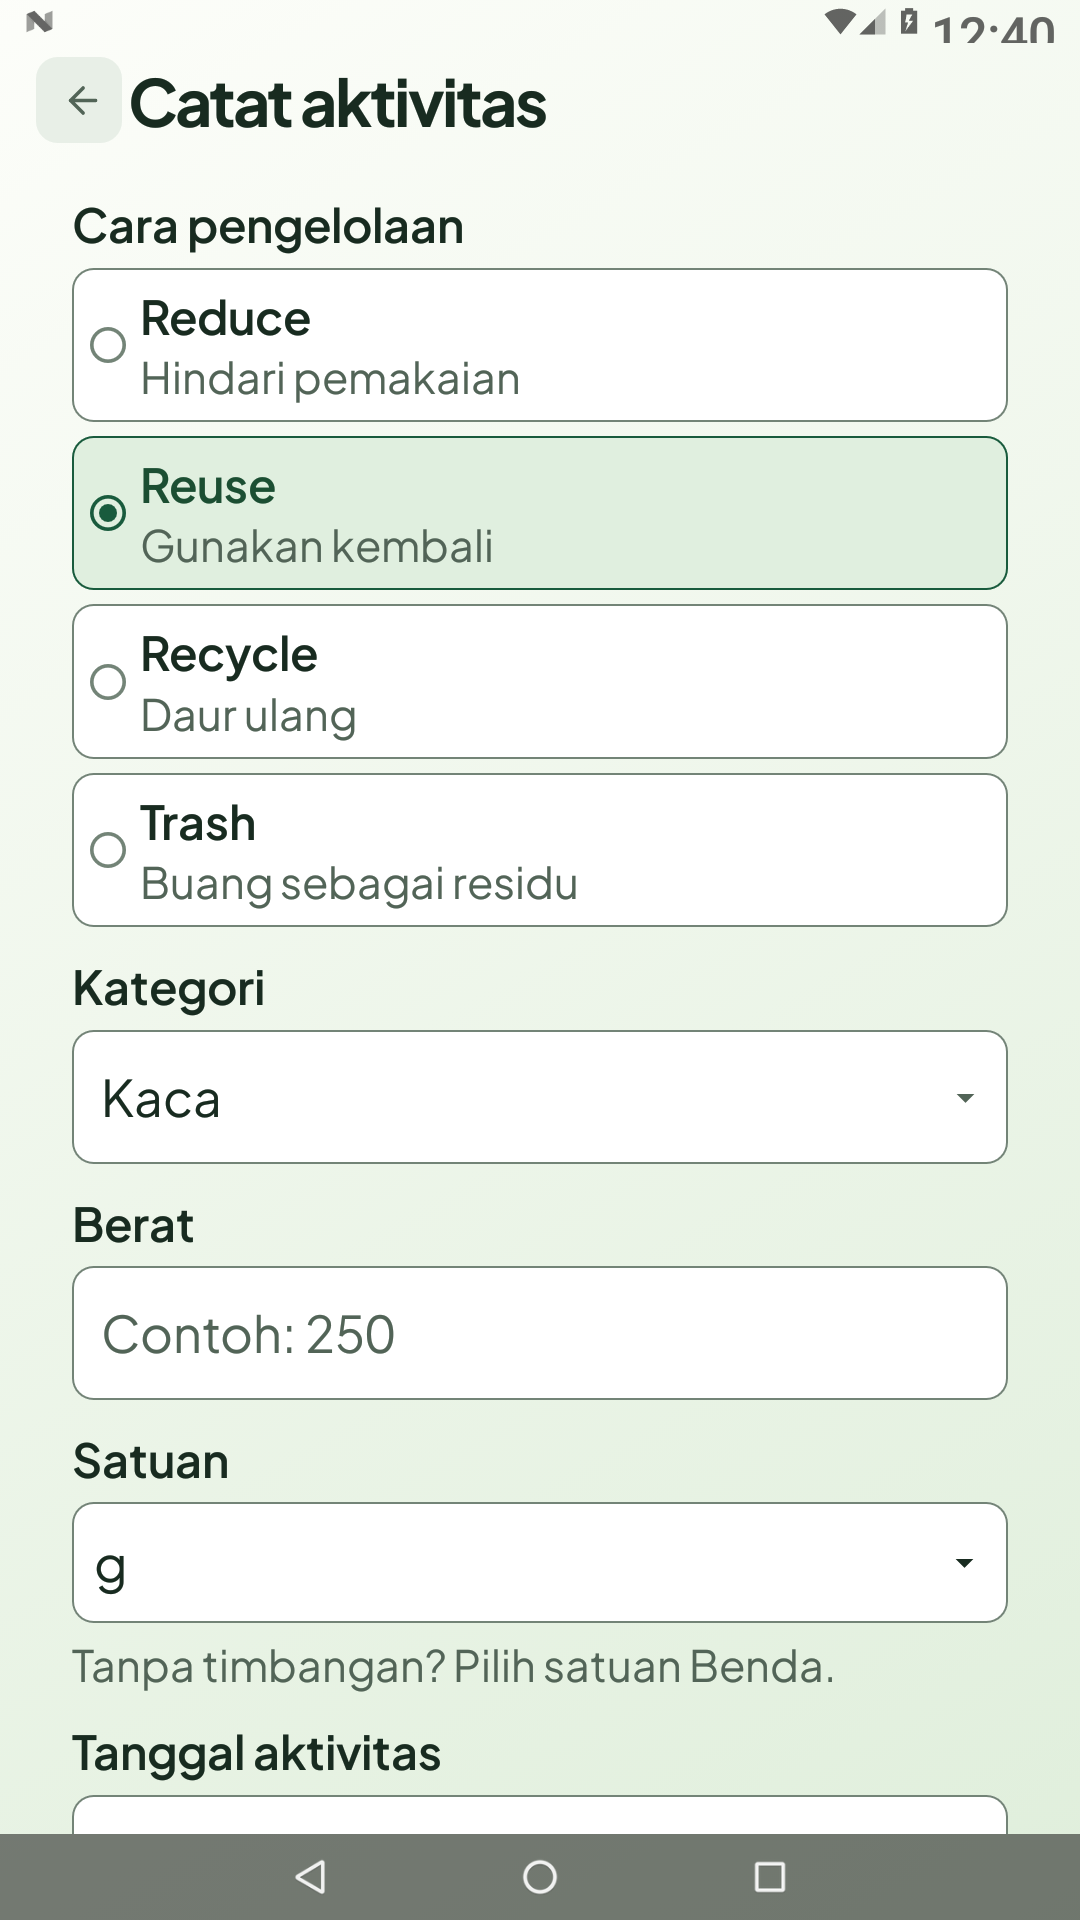 12:40
Catat aktivitas
Cara pengelolaan
Reduce
Hindari pemakaian
Reuse
Gunakan kembali
Recycle
Daur ulang
Trash
Buang sebagai residu
Kategori
Kaca
Berat
Contoh: 250
Satuan
g
Tanpa timbangan? Pilih satuan Benda.
Tanggal aktivitas